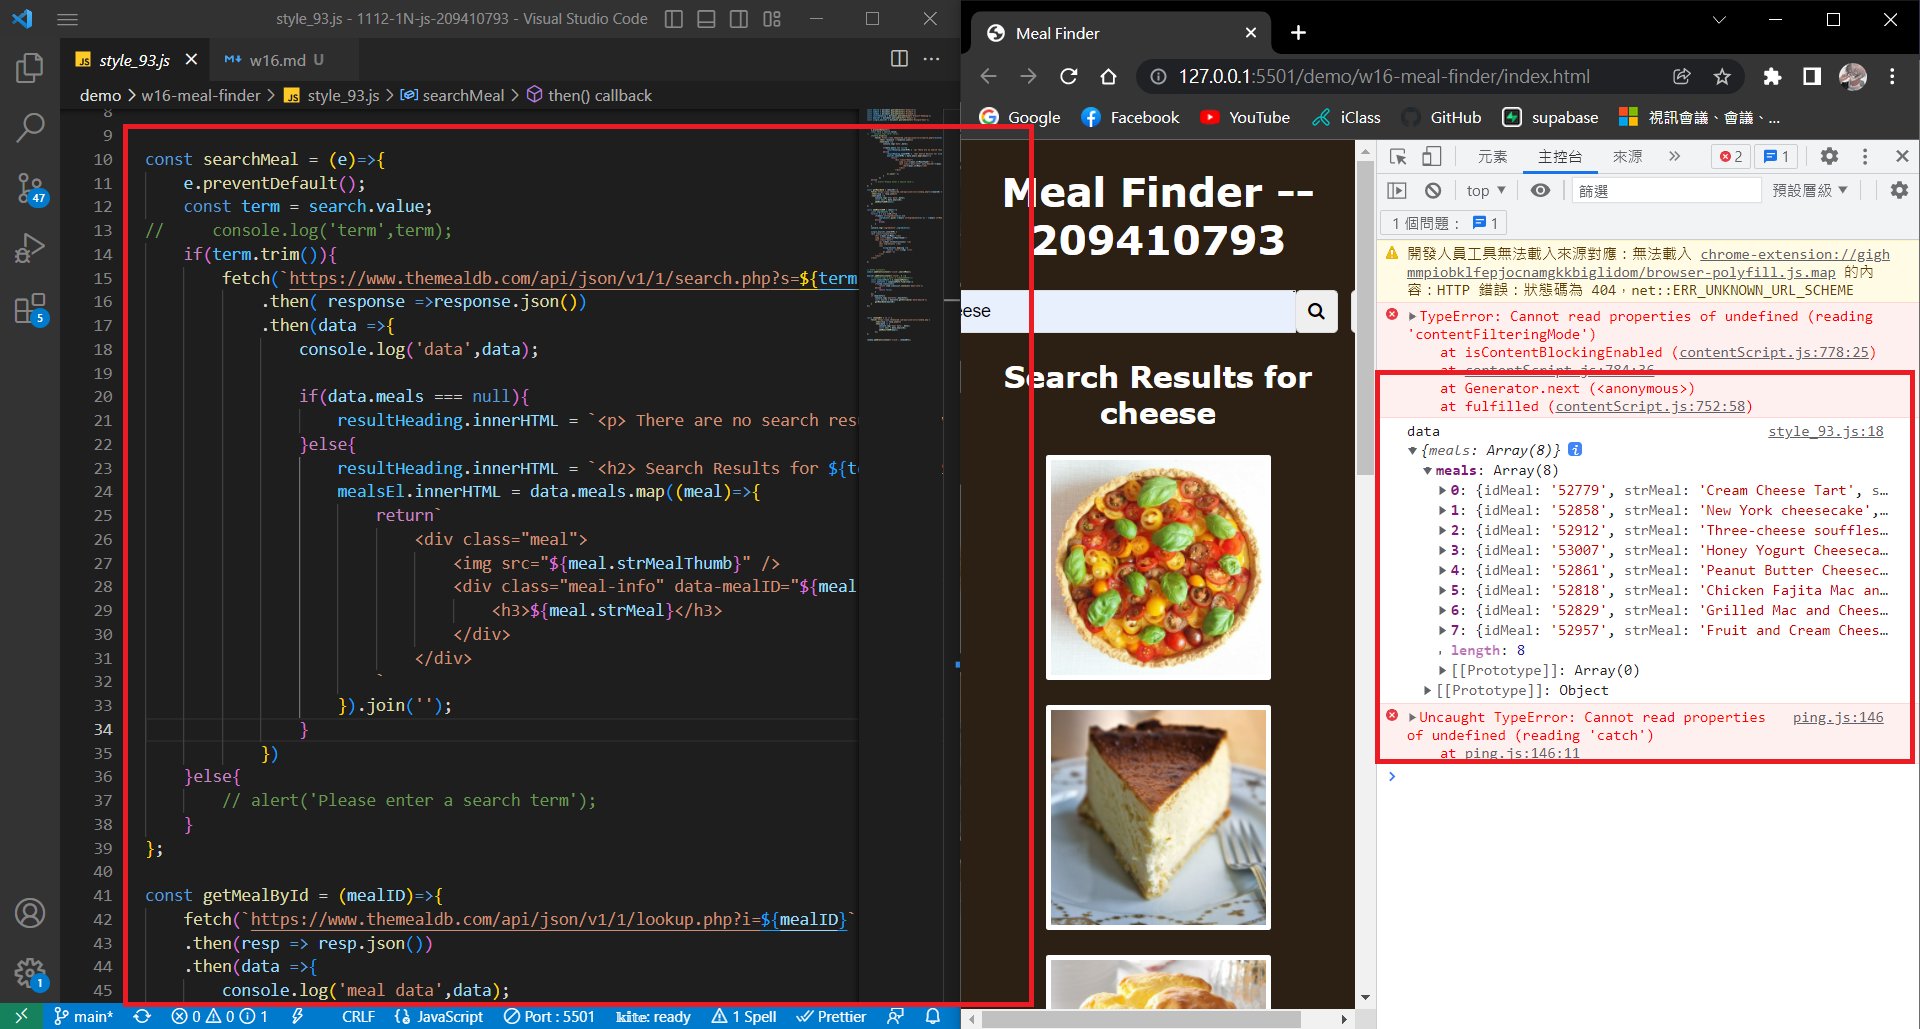 style_93.js - 1112-1N-js-209410793 - Visual Studio Code
style_93.js
w16.md U
demo > w16-meal-finder > style_93.js > searchMeal > then() callback
8
9
10 const searchMeal = (e)=>{
11 e.preventDefault();
12 const term = search.value;
13 // console.log('term',term);
14 if(term.trim()){
15 fetch(`https://www.themealdb.com/api/json/v1/1/search.php?s=${term
16 .then( response =>response.json())
17 .then(data =>{
18 console.log('data',data);
19
20 if(data.meals === null){
21 resultHeading.innerHTML = `<p> There are no search res
22 }else{
23 resultHeading.innerHTML = `<h2> Search Results for ${te
24 mealsEl.innerHTML = data.meals.map((meal)=>{
25 return`
26 <div class="meal">
27 <img src="${meal.strMealThumb}" />
28 <div class="meal-info" data-mealID="${meal
29 <h3>${meal.strMeal}</h3>
30 </div>
31 </div>
32 `
33 }).join('');
34 }
35 })
36 }else{
37 // alert('Please enter a search term');
38 }
39 };
40
41 const getMealById = (mealID)=>{
42 fetch(`https://www.themealdb.com/api/json/v1/1/lookup.php?i=${mealID}`
43 .then(resp => resp.json())
44 .then(data =>{
45 console.log('meal data',data);
47
5
1
main* 0 0 1 CRLF {} JavaScript Port : 5501 kite: ready 1 Spell Prettier
Meal Finder
127.0.0.1:5501/demo/w16-meal-finder/index.html
Google Facebook YouTube iClass GitHub supabase 視訊會議、會議、...
Meal Finder --
209410793
eese
Search Results for
cheese
元素 主控台 來源 » 2 1
top 篩選 預設層級
1 個問題： 1
開發人員工具無法載入來源對應：無法載入 chrome-extension://gigh
mmpiobklfepjocnamgkkbiglidom/browser-polyfill.js.map 的內
容：HTTP 錯誤：狀態碼為 404，net::ERR_UNKNOWN_URL_SCHEME
TypeError: Cannot read properties of undefined (reading
'contentFilteringMode')
at isContentBlockingEnabled (contentScript.js:778:25)
at contentScript.js:784:36
at Generator.next (<anonymous>)
at fulfilled (contentScript.js:752:58)
data style_93.js:18
{meals: Array(8)}
meals: Array(8)
0: {idMeal: '52779', strMeal: 'Cream Cheese Tart', s…
1: {idMeal: '52858', strMeal: 'New York cheesecake',…
2: {idMeal: '52912', strMeal: 'Three-cheese souffles…
3: {idMeal: '53007', strMeal: 'Honey Yogurt Cheeseca…
4: {idMeal: '52861', strMeal: 'Peanut Butter Cheesec…
5: {idMeal: '52818', strMeal: 'Chicken Fajita Mac an…
6: {idMeal: '52829', strMeal: 'Grilled Mac and Chees…
7: {idMeal: '52957', strMeal: 'Fruit and Cream Chees…
length: 8
[[Prototype]]: Array(0)
[[Prototype]]: Object
Uncaught TypeError: Cannot read properties ping.js:146
of undefined (reading 'catch')
at ping.js:146:11